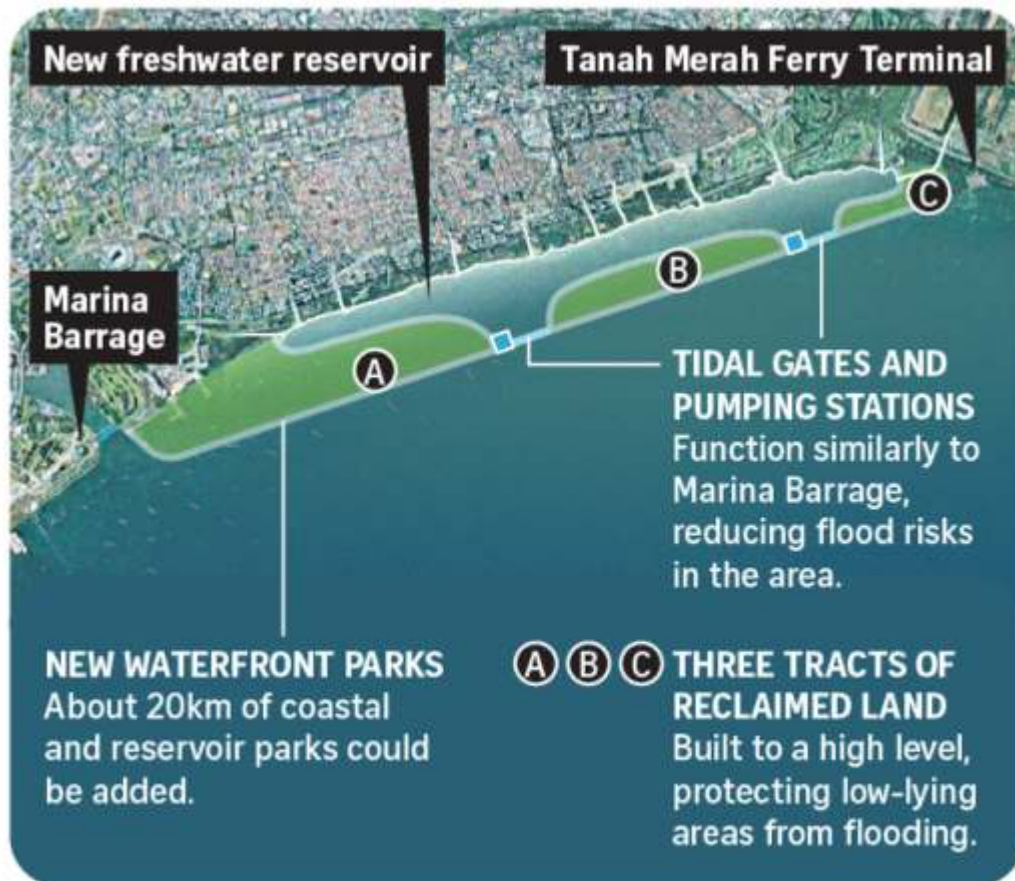 New freshwater reservoir
Tanah Merah Ferry Terminal
C
B
Marina
Barrage
A
TIDAL GATES AND
PUMPING STATIONS
Function similarly to
Marina Barrage,
reducing flood risks
in the area.
NEW WATERFRONT PARKS
About 20km of coastal
and reservoir parks could
be added.
A B C THREE TRACTS OF
RECLAIMED LAND
Built to a high level,
protecting low-lying
areas from flooding.